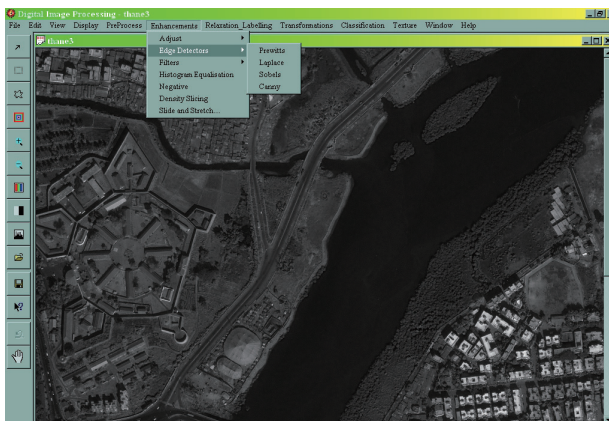 Digital Image Processing - thane3
File Edit View Display PreProcess Enhancements Relaxation_Labelling Transformations Classification Texture Window Help
thane3
Adjust
Edge Detectors
Filters
Histogram Equalisation
Negative
Density Slicing
Slide and Stretch...
Prewitts
Laplace
Sobels
Canny